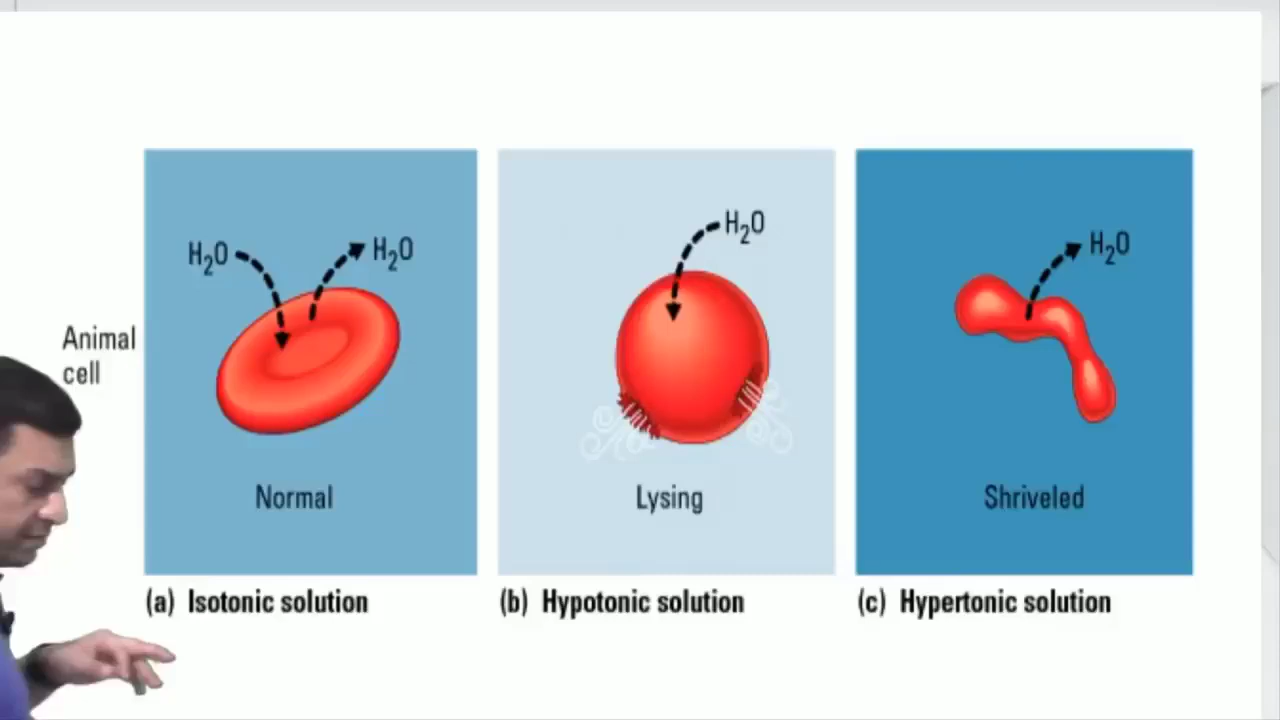 H₂O
H₂O
H₂O
H₂O
Animal
cell
Normal
Lysing
Shriveled
(a) Isotonic solution
(b) Hypotonic solution
(c) Hypertonic solution